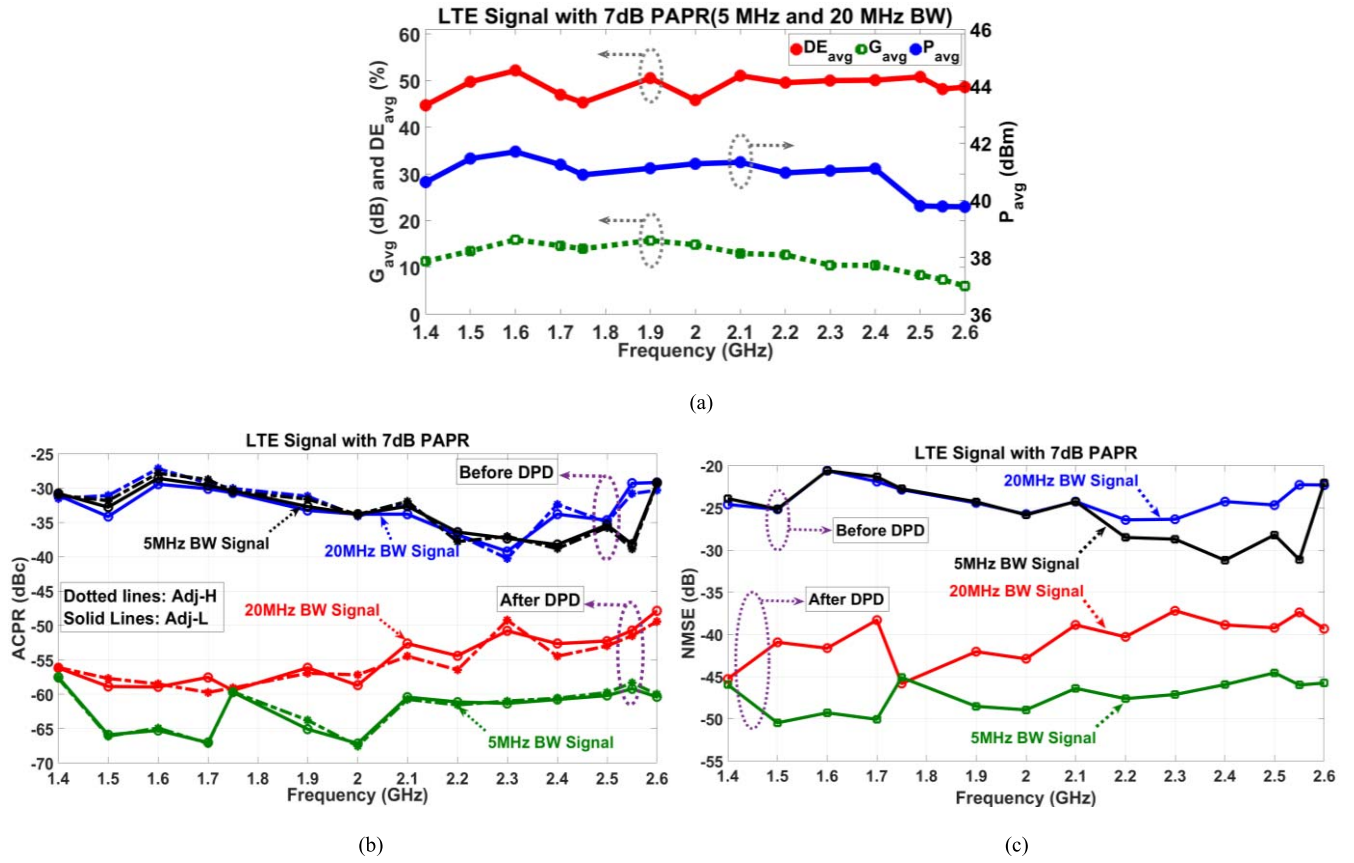 LTE Signal with 7dB PAPR(5 MHz and 20 MHz BW)
G_avg (dB) and DE_avg (%)
60
50
40
30
20
10
0
DE_avg G_avg P_avg
P_avg (dBm)
46
44
42
40
38
36
1.4 1.5 1.6 1.7 1.8 1.9 2 2.1 2.2 2.3 2.4 2.5 2.6
Frequency (GHz)
(a)
LTE Signal with 7dB PAPR
ACPR (dBc)
-25
-30
-35
-40
-45
-50
-55
-60
-65
-70
Before DPD
5MHz BW Signal
20MHz BW Signal
Dotted lines: Adj-H
Solid Lines: Adj-L
After DPD
20MHz BW Signal
5MHz BW Signal
1.4 1.5 1.6 1.7 1.8 1.9 2 2.1 2.2 2.3 2.4 2.5 2.6
Frequency (GHz)
(b)
LTE Signal with 7dB PAPR
NMSE (dB)
-20
-25
-30
-35
-40
-45
-50
-55
20MHz BW Signal
Before DPD
5MHz BW Signal
20MHz BW Signal
After DPD
5MHz BW Signal
1.4 1.5 1.6 1.7 1.8 1.9 2 2.1 2.2 2.3 2.4 2.5 2.6
Frequency (GHz)
(c)